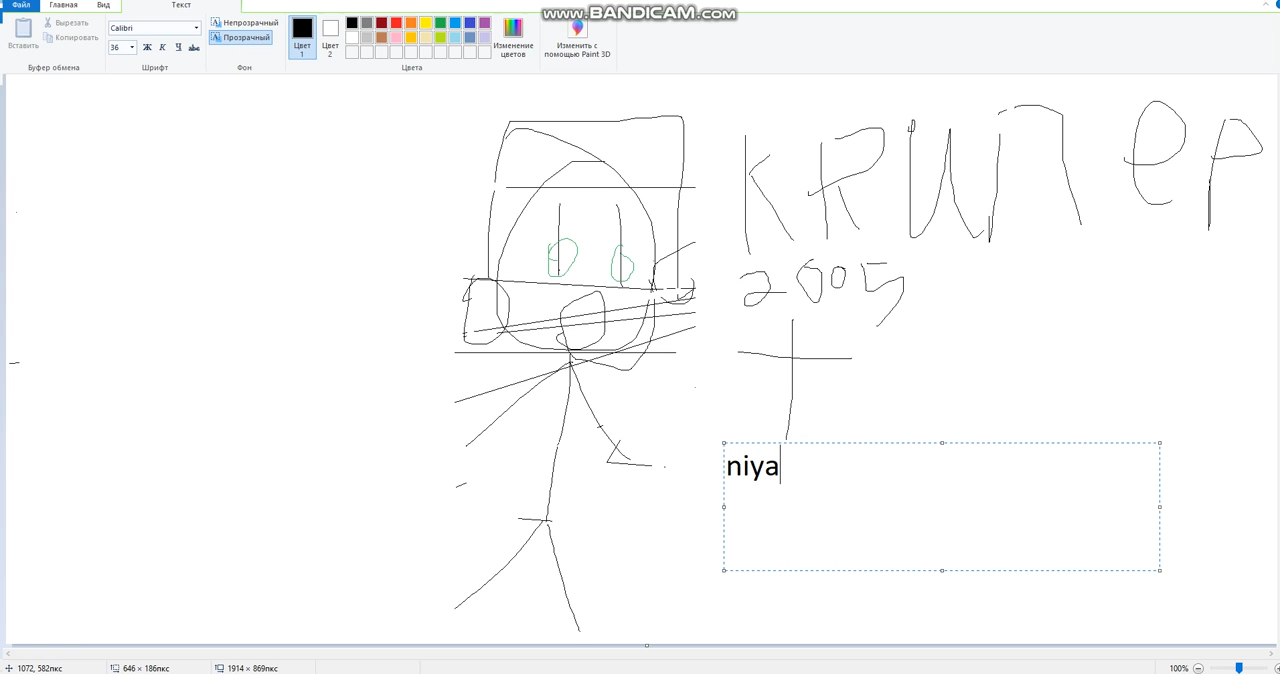 www.BANDICAM.com
Файл Главная Вид Текст
Вставить
Вырезать
Копировать
Буфер обмена
Calibri
36 Ж К Ч abc
Шрифт
Непрозрачный
Прозрачный
Фон
Цвет 1
Цвет 2
Цвета
Изменение цветов
Изменить с помощью Paint 3D
КRИПеР
2005
niya
1072, 582пкс 646 × 186пкс 1914 × 869пкс 100%